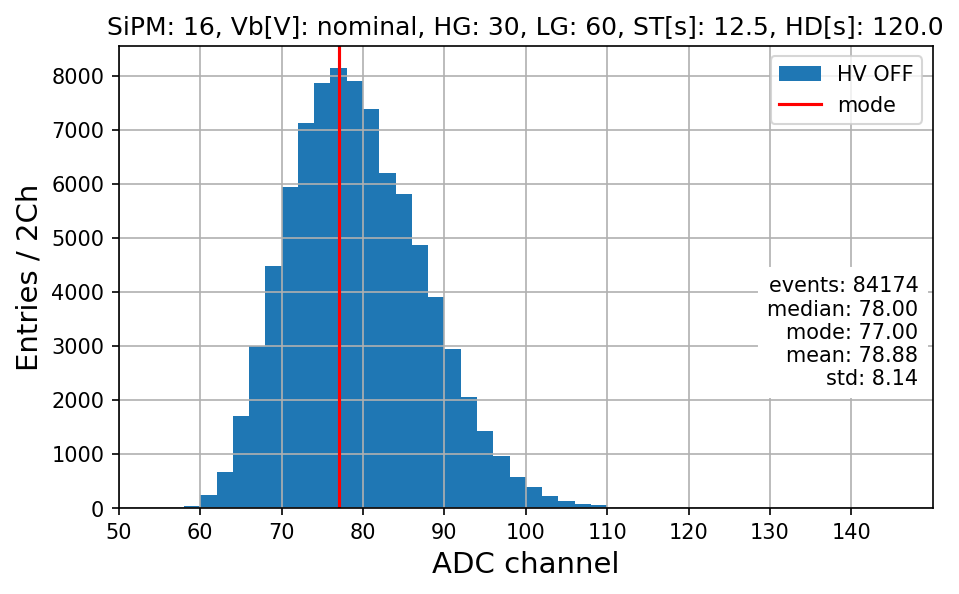 SiPM: 16, Vb[V]: nominal, HG: 30, LG: 60, ST[s]: 12.5, HD[s]: 120.0
HV OFF
mode
8000
7000
6000
5000
4000
3000
2000
1000
0
Entries / 2Ch
events: 84174
median: 78.00
mode: 77.00
mean: 78.88
std: 8.14
50 60 70 80 90 100 110 120 130 140
ADC channel